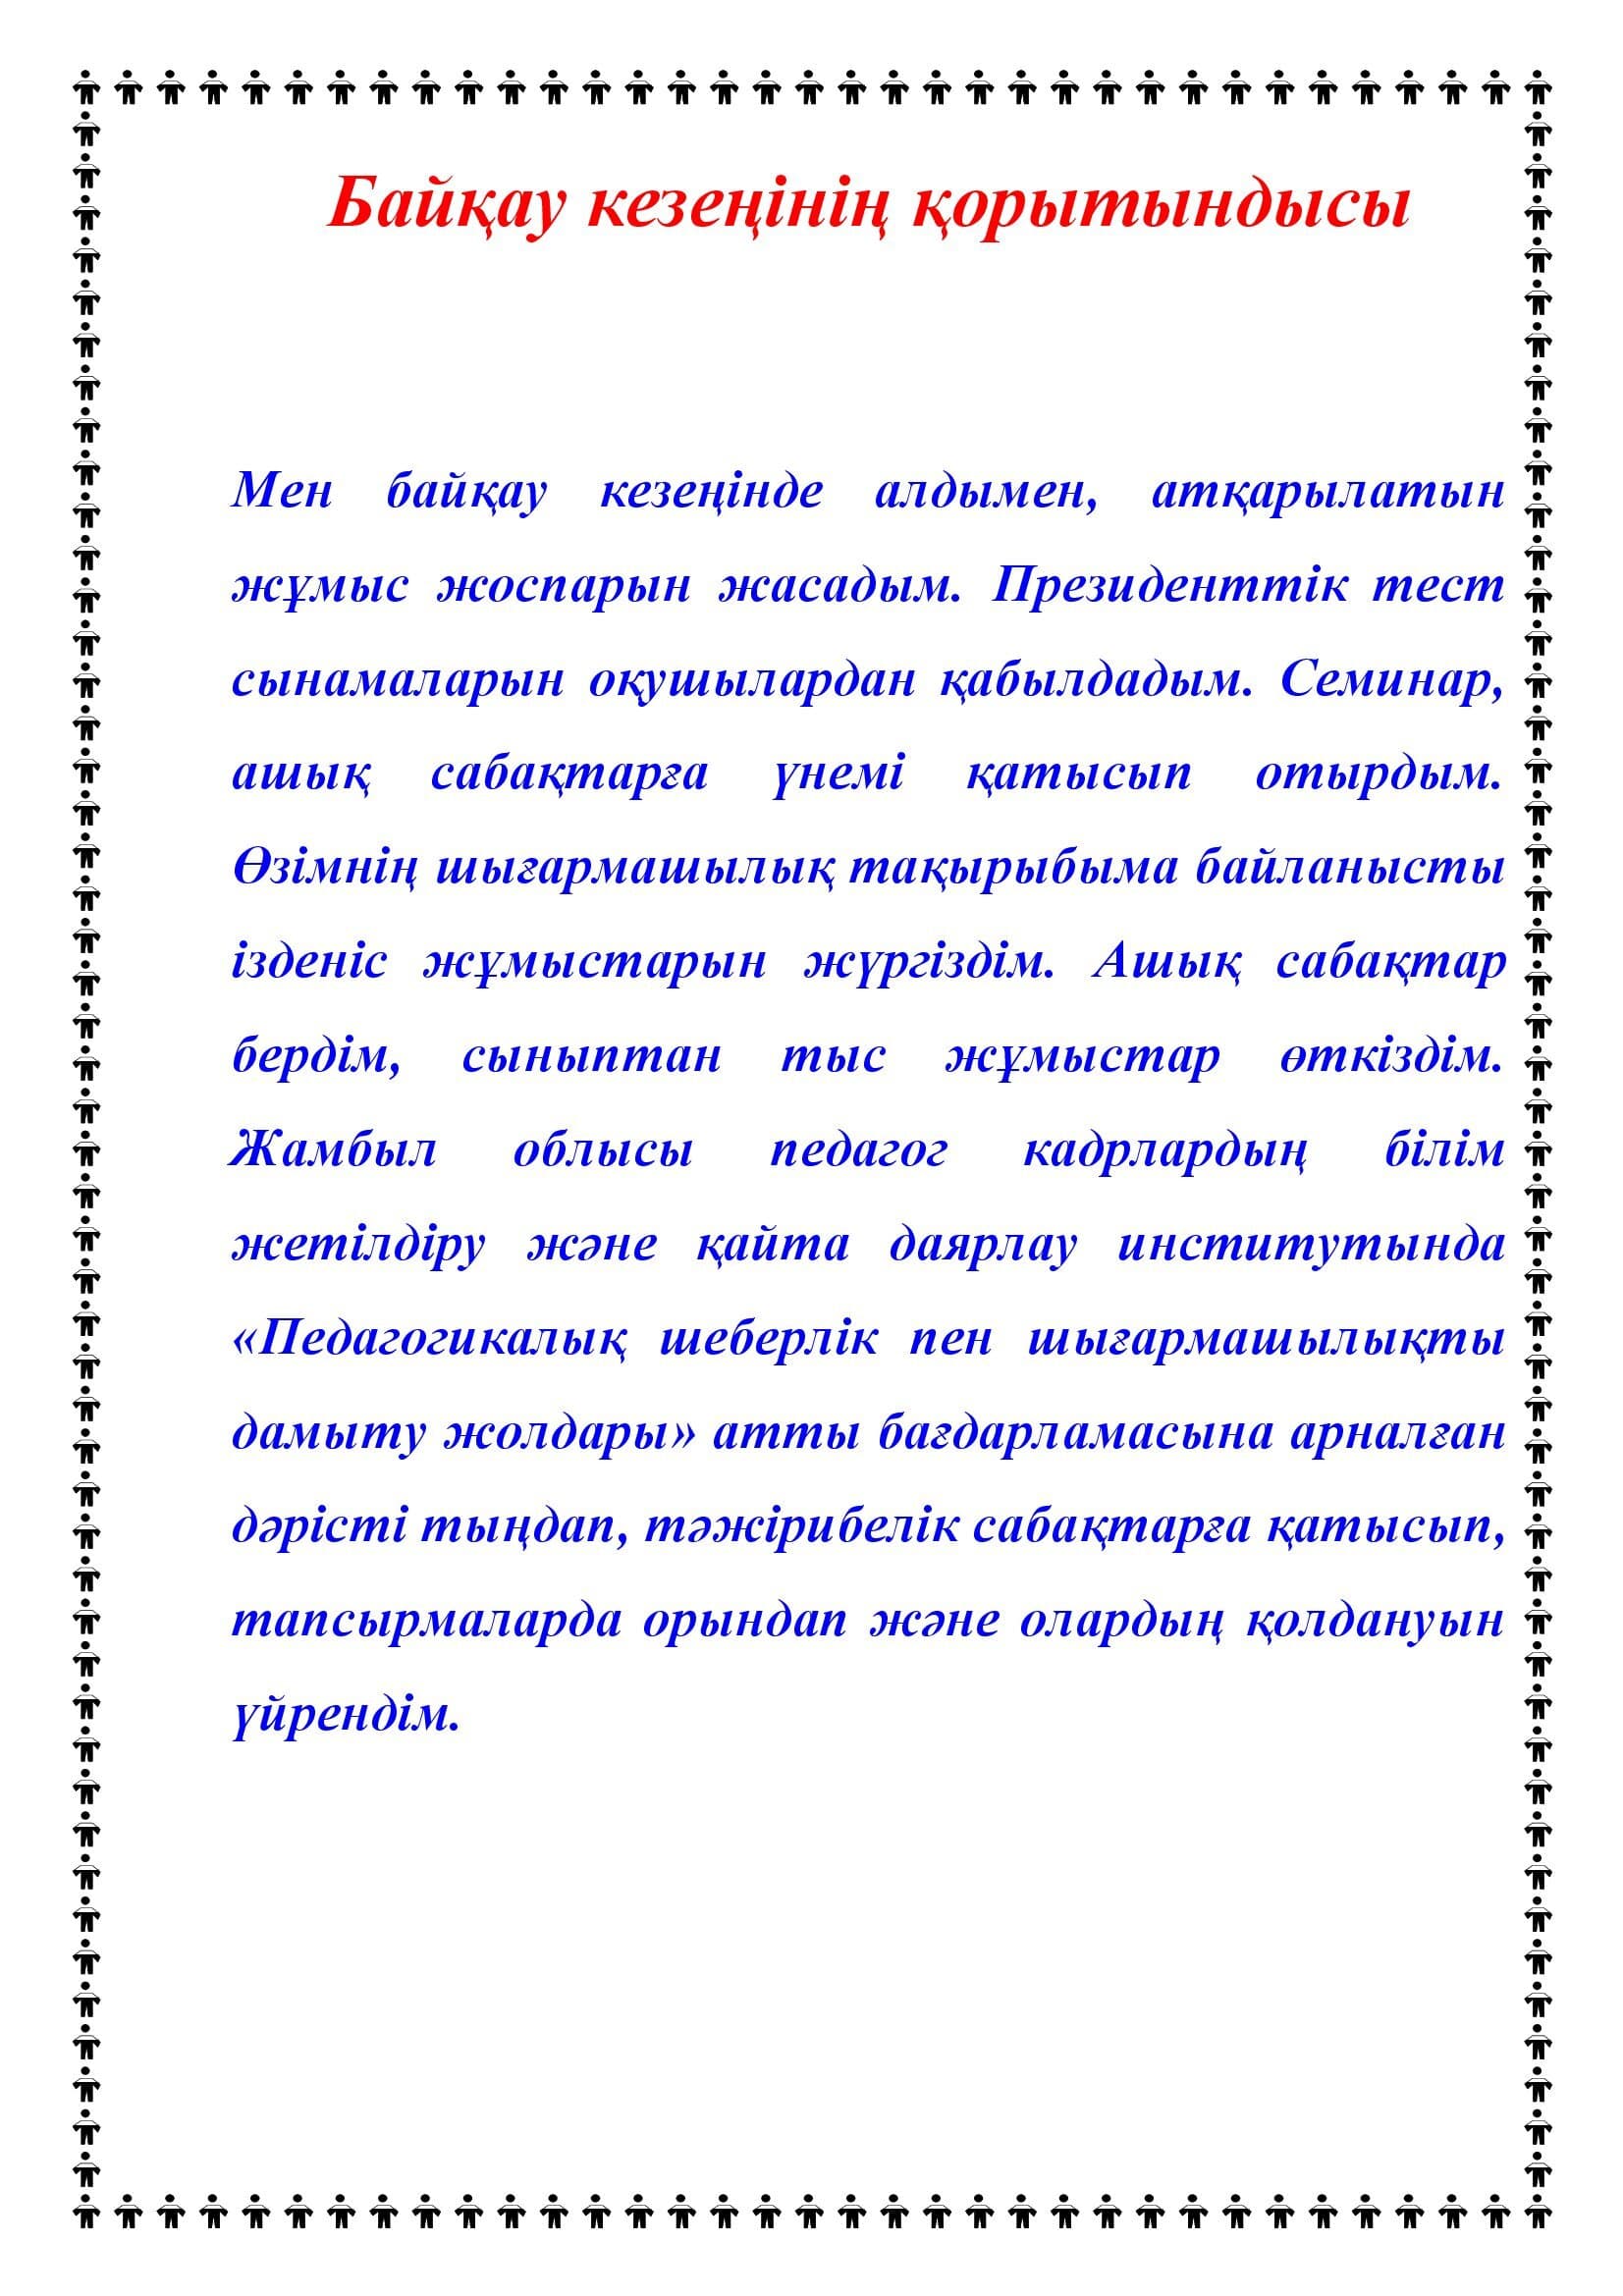 Байқау кезеңінің қорытындысы
Мен байқау кезеңінде алдымен, атқарылатын
жұмыс жоспарын жасадым. Президенттік тест
сынамаларын оқушылардан қабылдадым. Семинар,
ашық сабақтарға үнемі қатысып отырдым.
Өзімнің шығармашылық тақырыбыма байланысты
ізденіс жұмыстарын жүргіздім. Ашық сабақтар
бердім, сыныптан тыс жұмыстар өткіздім.
Жамбыл облысы педагог кадрлардың білім
жетілдіру және қайта даярлау институтында
«Педагогикалық шеберлік пен шығармашылықты
дамыту жолдары» атты бағдарламасына арналған
дәрісті тыңдап, тәжірибелік сабақтарға қатысып,
тапсырмаларда орындап және олардың қолдануын
үйрендім.